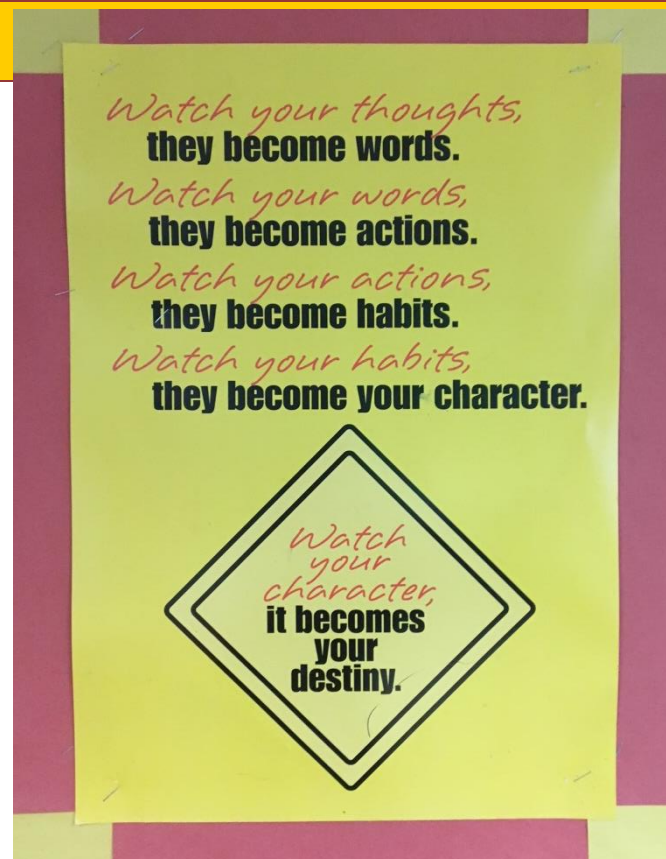 Watch your thoughts,
they become words.
Watch your words,
they become actions.
Watch your actions,
they become habits.
Watch your habits,
they become your character.
Watch
your
character,
it becomes
your
destiny.